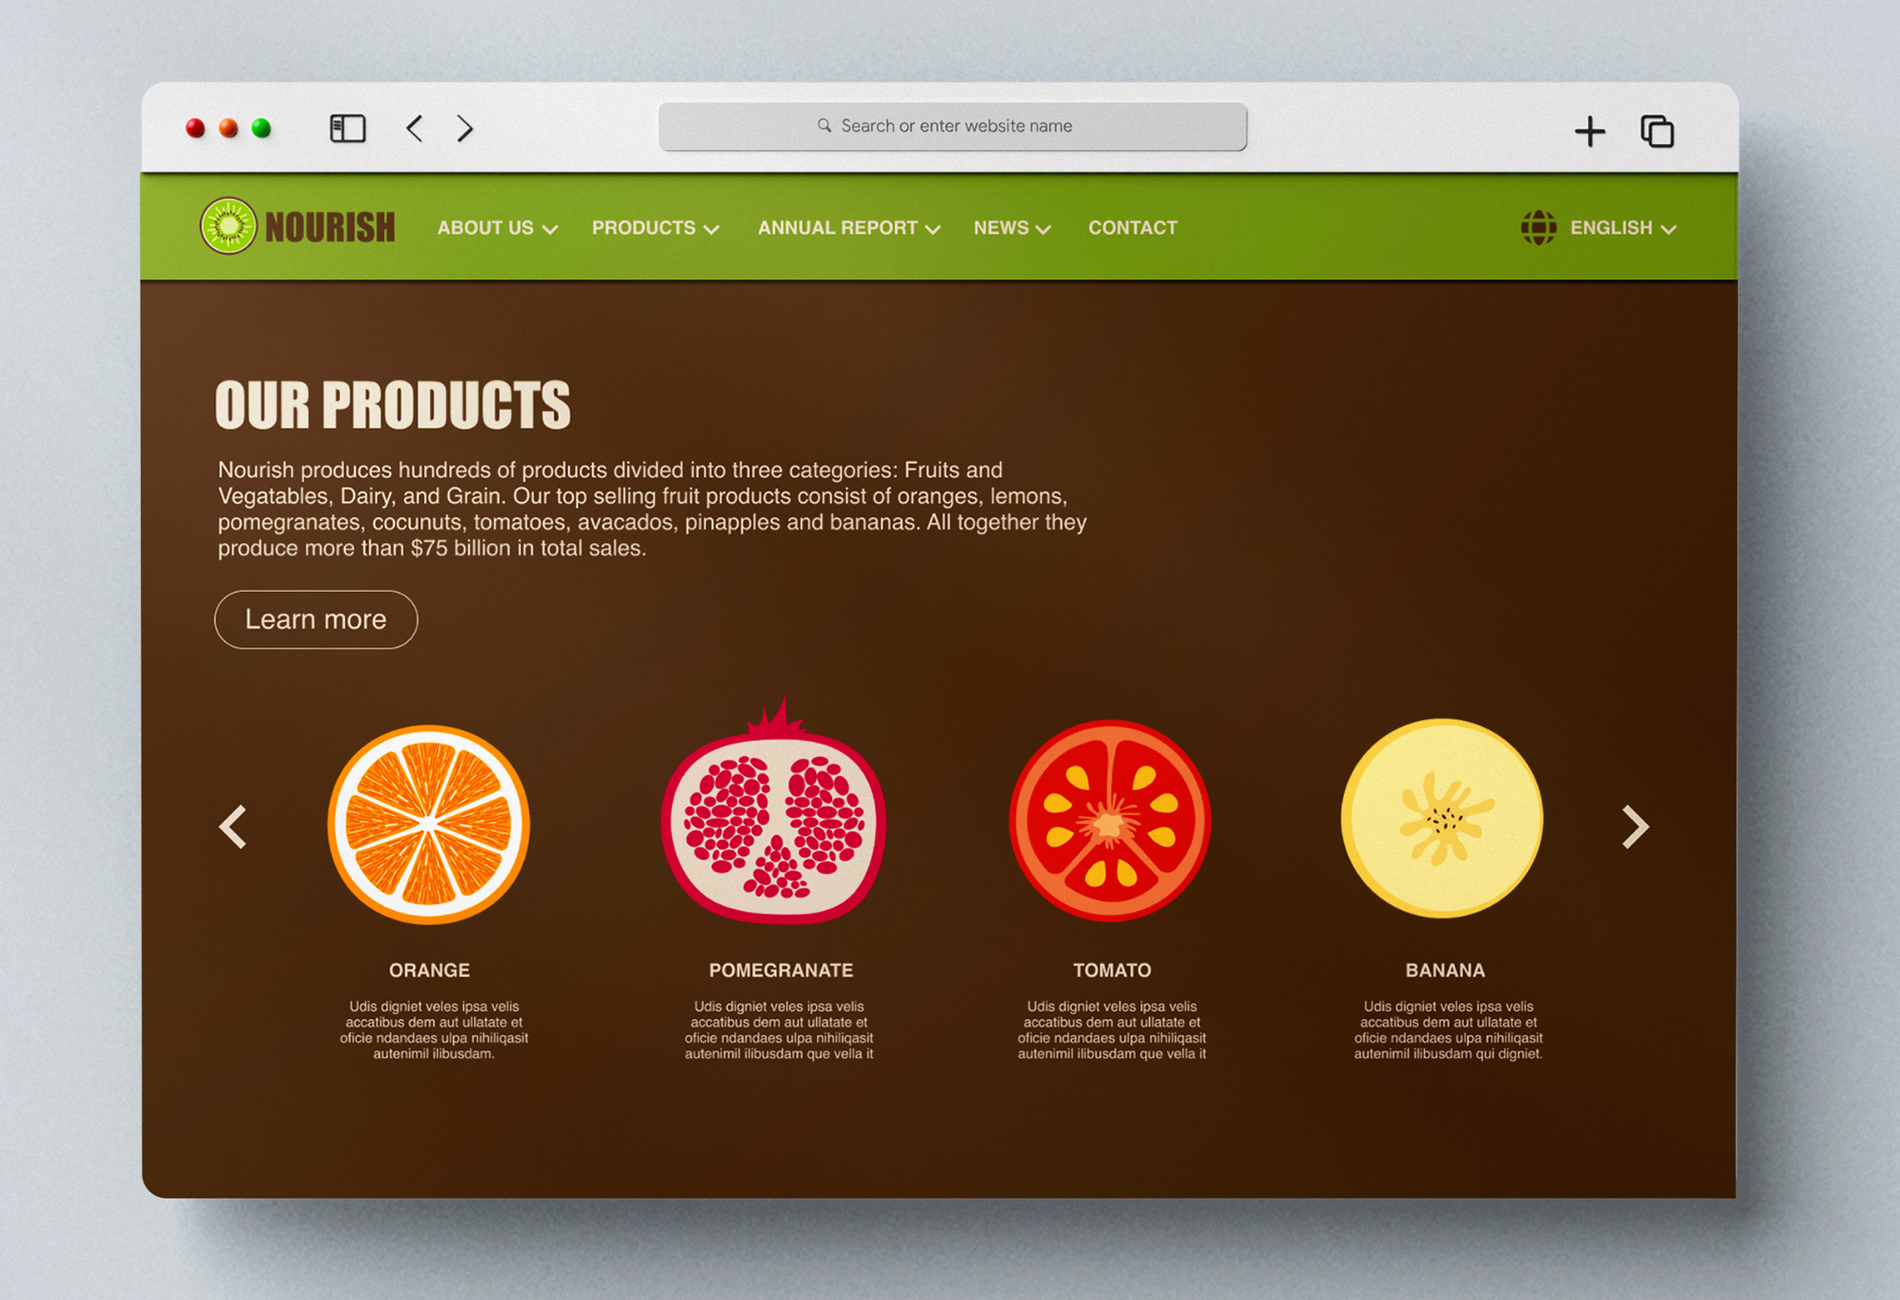 Search or enter website name
NOURISH
ABOUT US
PRODUCTS
ANNUAL REPORT
NEWS
CONTACT
ENGLISH
OUR PRODUCTS
Nourish produces hundreds of products divided into three categories: Fruits and
Vegatables, Dairy, and Grain. Our top selling fruit products consist of oranges, lemons,
pomegranates, cocunuts, tomatoes, avacados, pinapples and bananas. All together they
produce more than $75 billion in total sales.
Learn more
ORANGE
Udis digniet veles ipsa velis
accatibus dem aut ullatate et
oficie ndandaes ulpa nihiliqasit
autenimil ilibusdam.
POMEGRANATE
Udis digniet veles ipsa velis
accatibus dem aut ullatate et
oficie ndandaes ulpa nihiliqasit
autenimil ilibusdam que vella it
TOMATO
Udis digniet veles ipsa velis
accatibus dem aut ullatate et
oficie ndandaes ulpa nihiliqasit
autenimil ilibusdam que vella it
BANANA
Udis digniet veles ipsa velis
accatibus dem aut ullatate et
oficie ndandaes ulpa nihiliqasit
autenimil ilibusdam qui digniet.